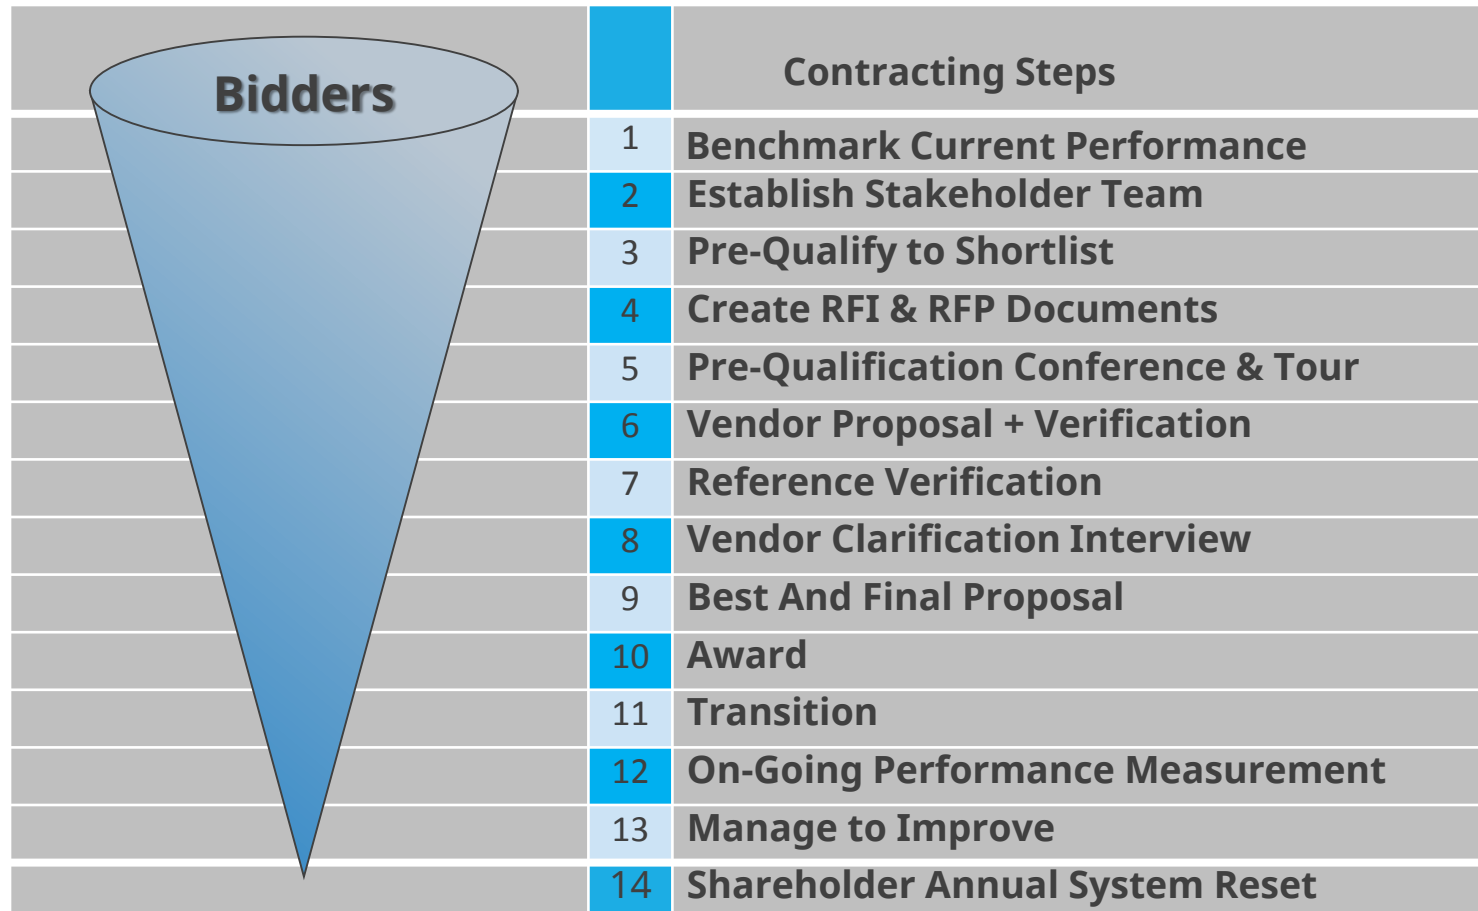 Bidders
Contracting Steps
1 Benchmark Current Performance
2 Establish Stakeholder Team
3 Pre-Qualify to Shortlist
4 Create RFI & RFP Documents
5 Pre-Qualification Conference & Tour
6 Vendor Proposal + Verification
7 Reference Verification
8 Vendor Clarification Interview
9 Best And Final Proposal
10 Award
11 Transition
12 On-Going Performance Measurement
13 Manage to Improve
14 Shareholder Annual System Reset